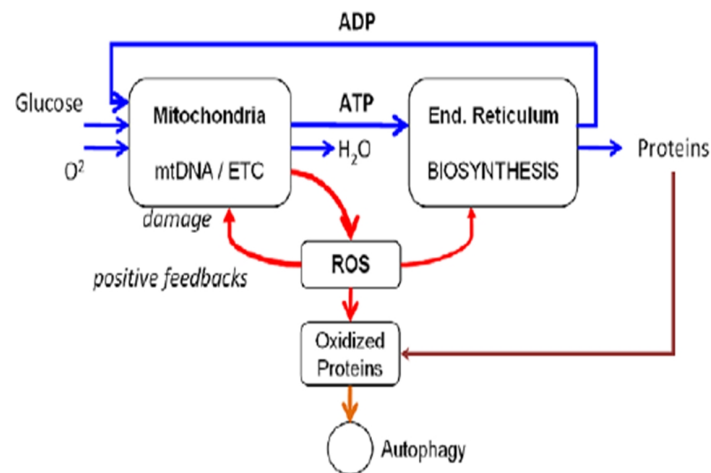 ADP
Glucose
O²
Mitochondria
mtDNA / ETC
ATP
H₂O
End. Reticulum
BIOSYNTHESIS
Proteins
damage
positive feedbacks
ROS
Oxidized
Proteins
Autophagy